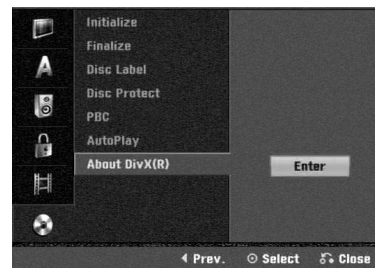 Initialize
Finalize
Disc Label
Disc Protect
PBC
AutoPlay
About DivX(R)
Enter
A
Prev.
Select
Close